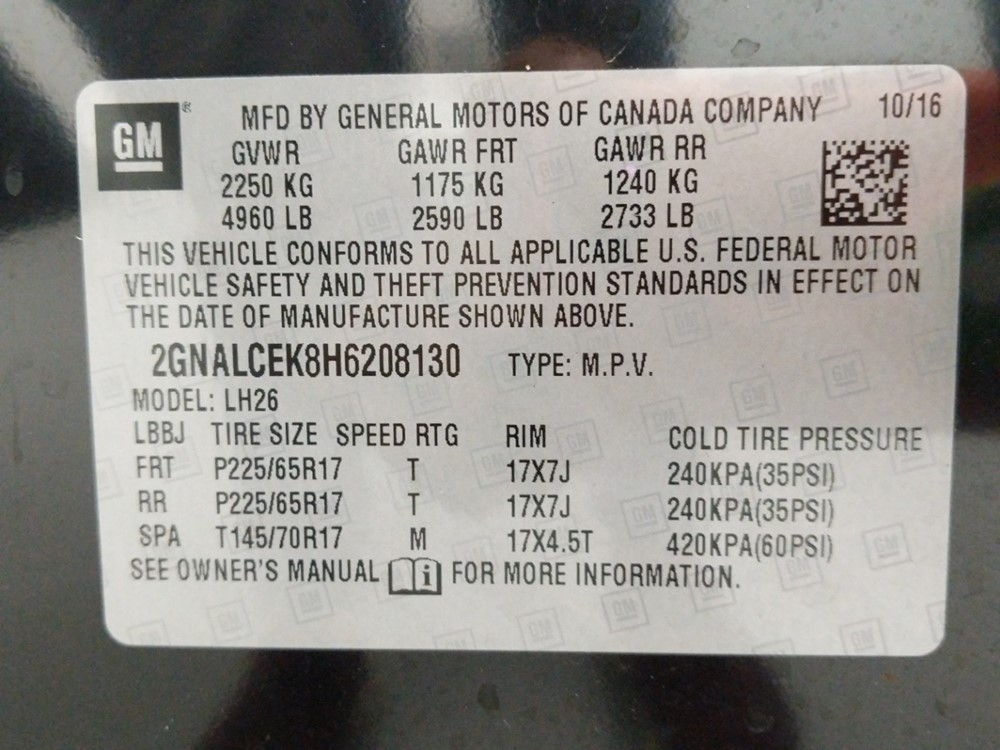 GM ® MFD BY GENERAL MOTORS OF CANADA COMPANY 10/16
GVWR GAWR FRT GAWR RR
2250 KG 1175 KG 1240 KG
4960 LB 2590 LB 2733 LB
THIS VEHICLE CONFORMS TO ALL APPLICABLE U.S. FEDERAL MOTOR
VEHICLE SAFETY AND THEFT PREVENTION STANDARDS IN EFFECT ON
THE DATE OF MANUFACTURE SHOWN ABOVE.
2GNALCEK8H6208130 TYPE: M.P.V.
MODEL: LH26
LBBJ TIRE SIZE SPEED RTG RIM COLD TIRE PRESSURE
FRT P225/65R17 T 17X7J 240KPA(35PSI)
RR P225/65R17 T 17X7J 240KPA(35PSI)
SPA T145/70R17 M 17X4.5T 420KPA(60PSI)
SEE OWNER'S MANUAL i FOR MORE INFORMATION.